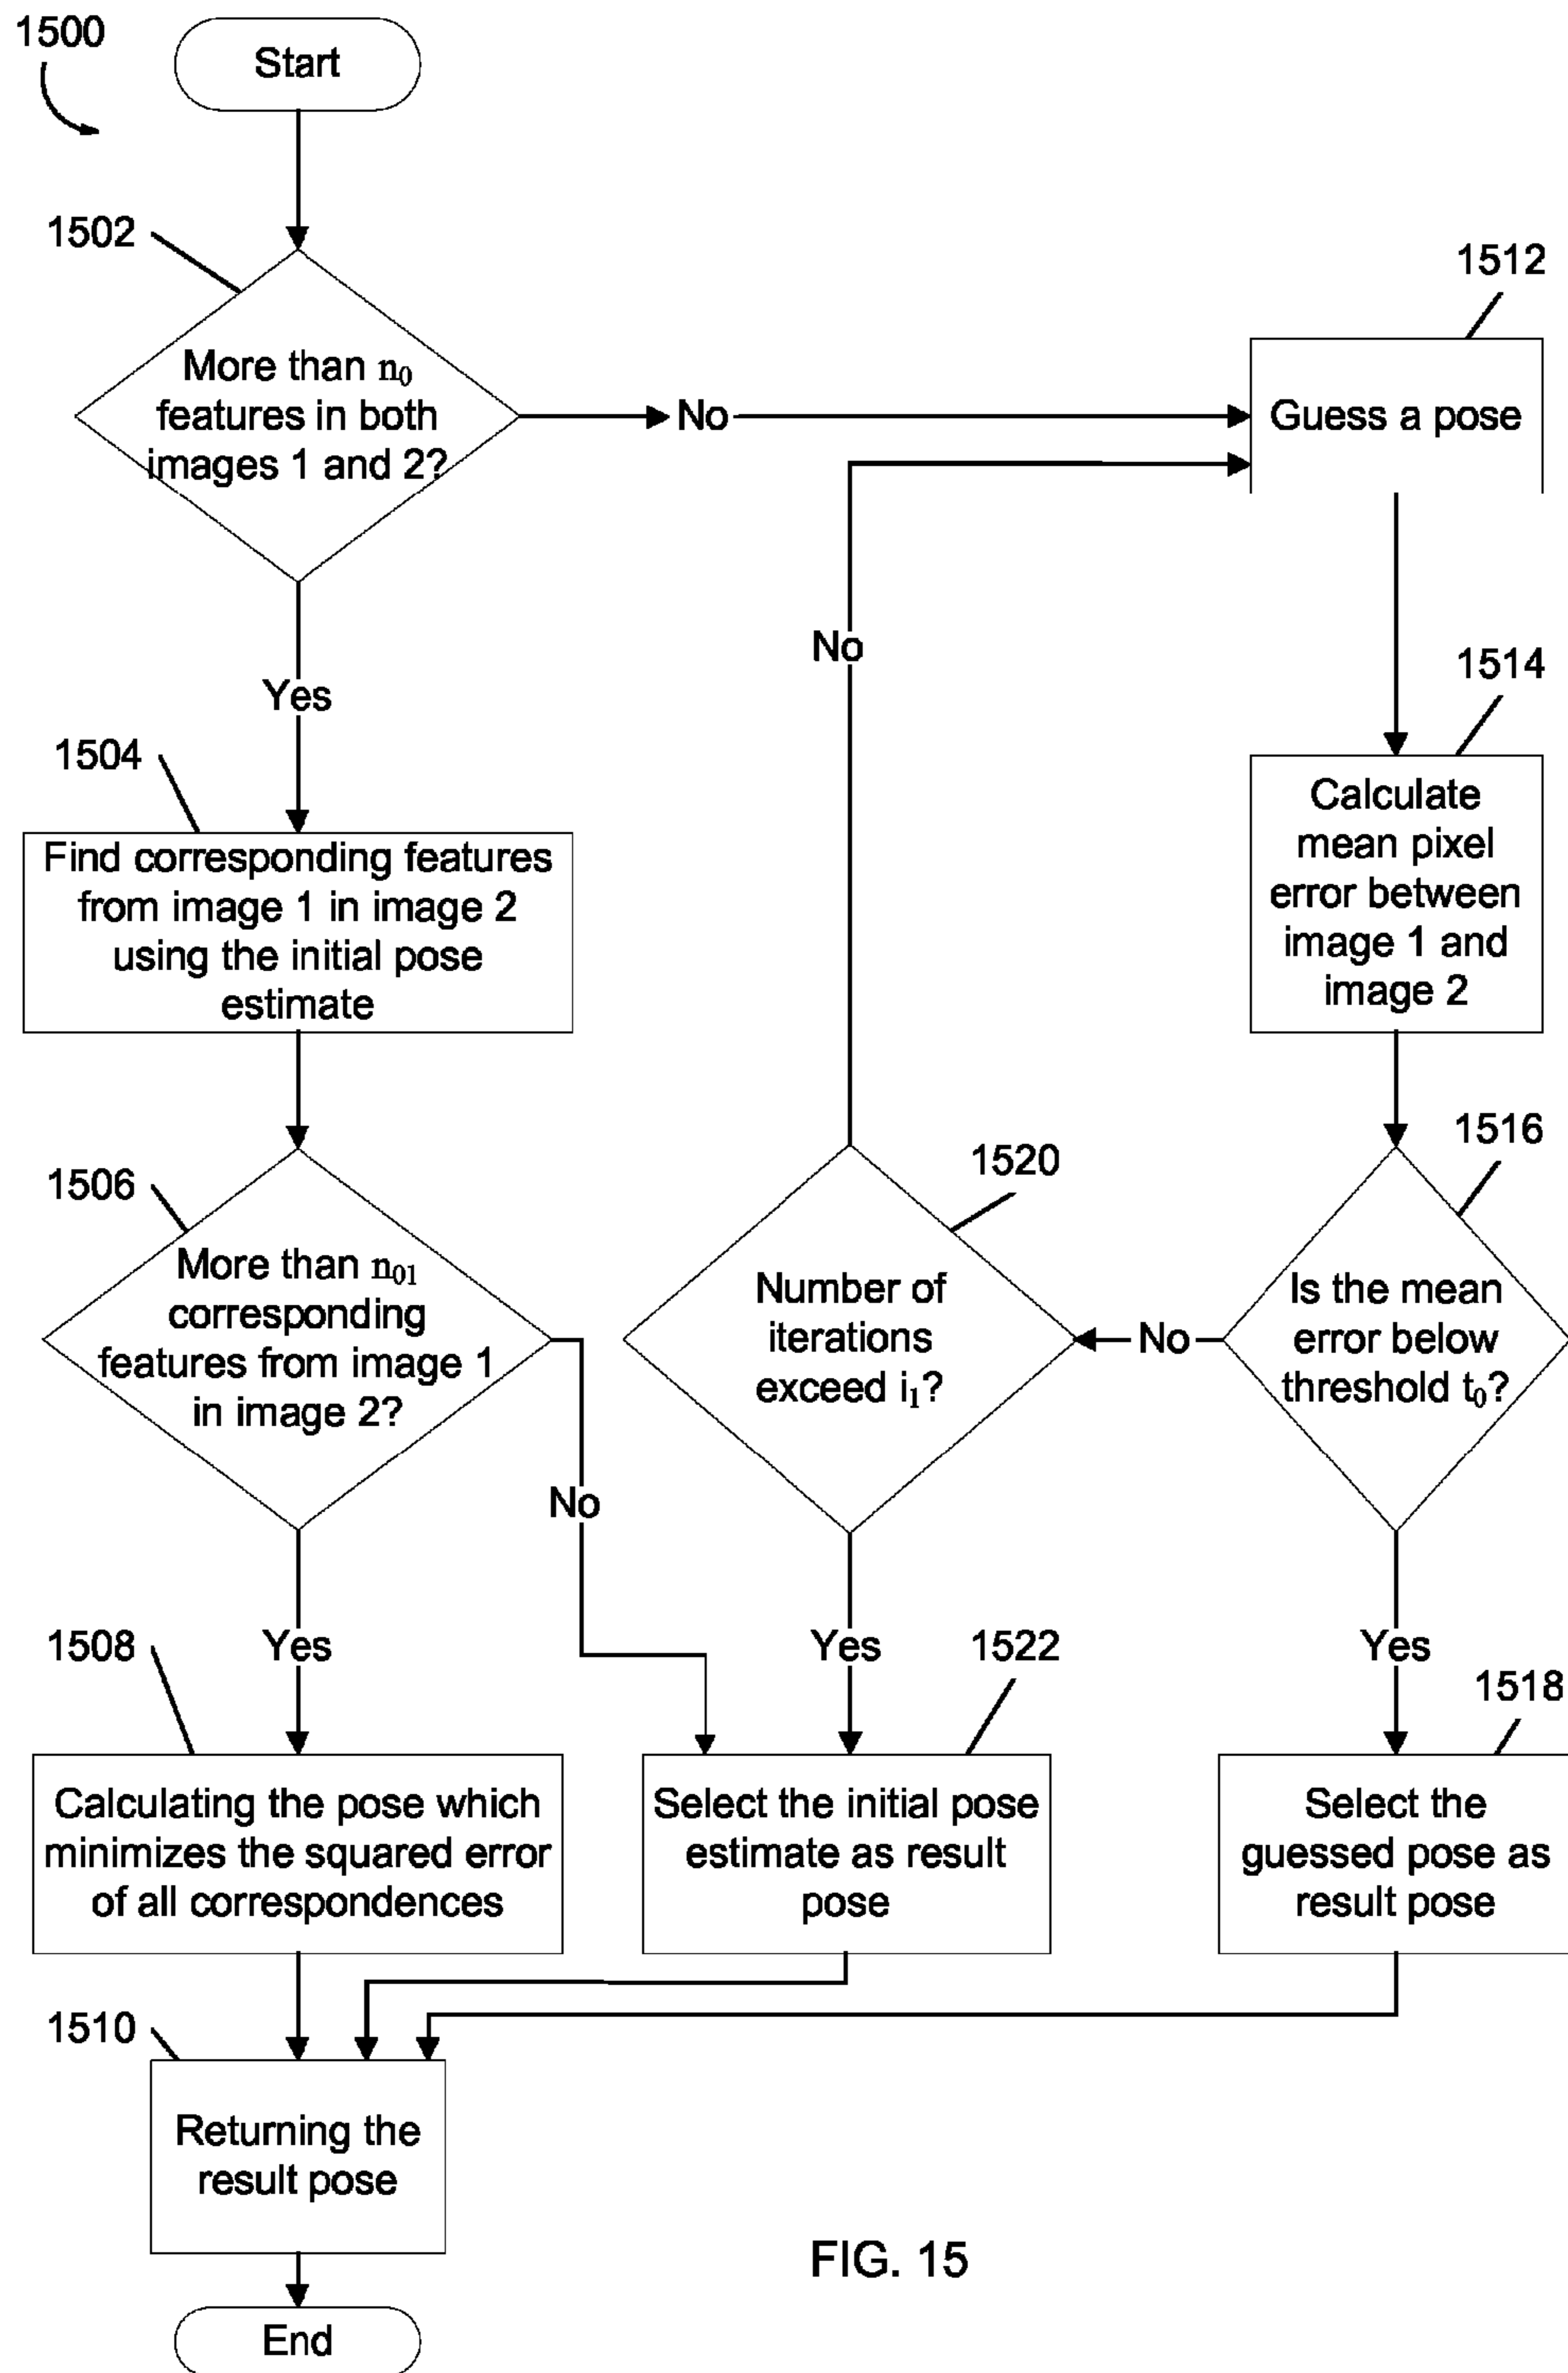 1500
Start
1502
More than n₀
features in both
images 1 and 2?
No
1512
Guess a pose
No
Yes
1514
Calculate
mean pixel
error between
image 1 and
image 2
1504
Find corresponding features
from image 1 in image 2
using the initial pose
estimate
1506
More than n₀₁
corresponding
features from image 1
in image 2?
No
1520
Number of
iterations
exceed i₁?
No
1516
Is the mean
error below
threshold t₀?
Yes
1508
Calculating the pose which
minimizes the squared error
of all correspondences
Yes
1522
Select the initial pose
estimate as result
pose
Yes
1518
Select the
guessed pose as
result pose
1510
Returning the
result pose
End
FIG. 15